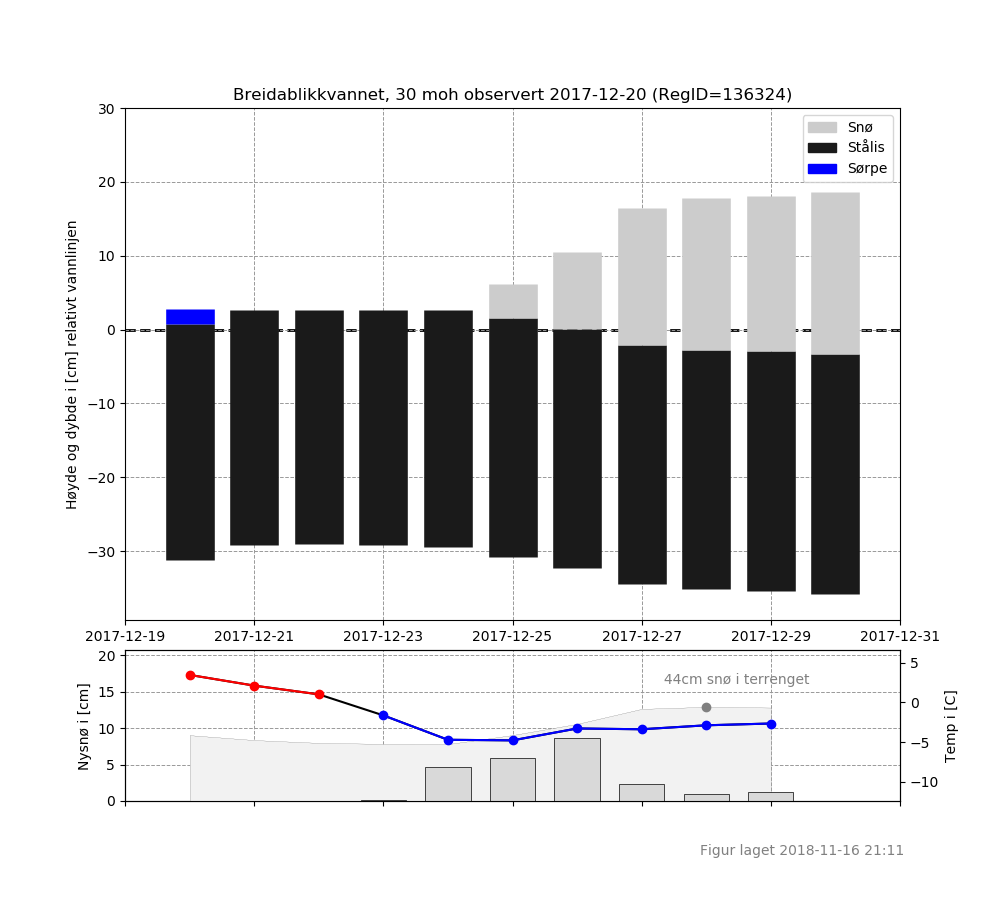 Breidablikkvannet, 30 moh observert 2017-12-20 (RegID=136324)
Høyde og dybde i [cm] relativt vannlinjen
30
20
10
0
−10
−20
−30
Snø
Stålis
Sørpe
2017-12-19 2017-12-21 2017-12-23 2017-12-25 2017-12-27 2017-12-29 2017-12-31
Nysnø i [cm]
20
15
10
5
0
44cm snø i terrenget
5
0
−5
−10
Temp i [C]
Figur laget 2018-11-16 21:11